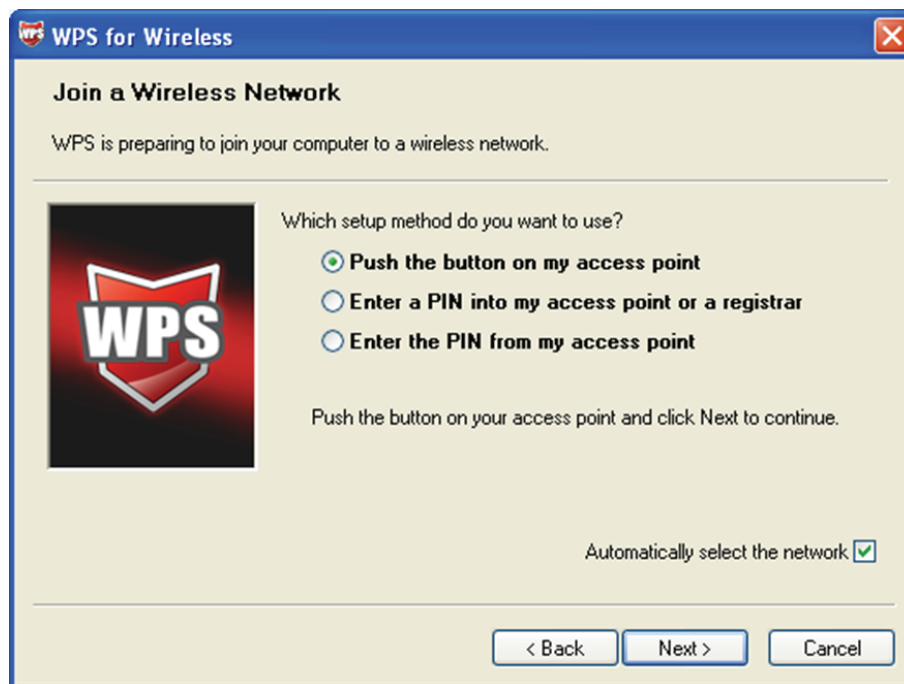 WPS WPS for Wireless
Join a Wireless Network
WPS is preparing to join your computer to a wireless network.
Which setup method do you want to use?
Push the button on my access point
Enter a PIN into my access point or a registrar
Enter the PIN from my access point
WPS
Push the button on your access point and click Next to continue.
Automatically select the network
< Back Next > Cancel